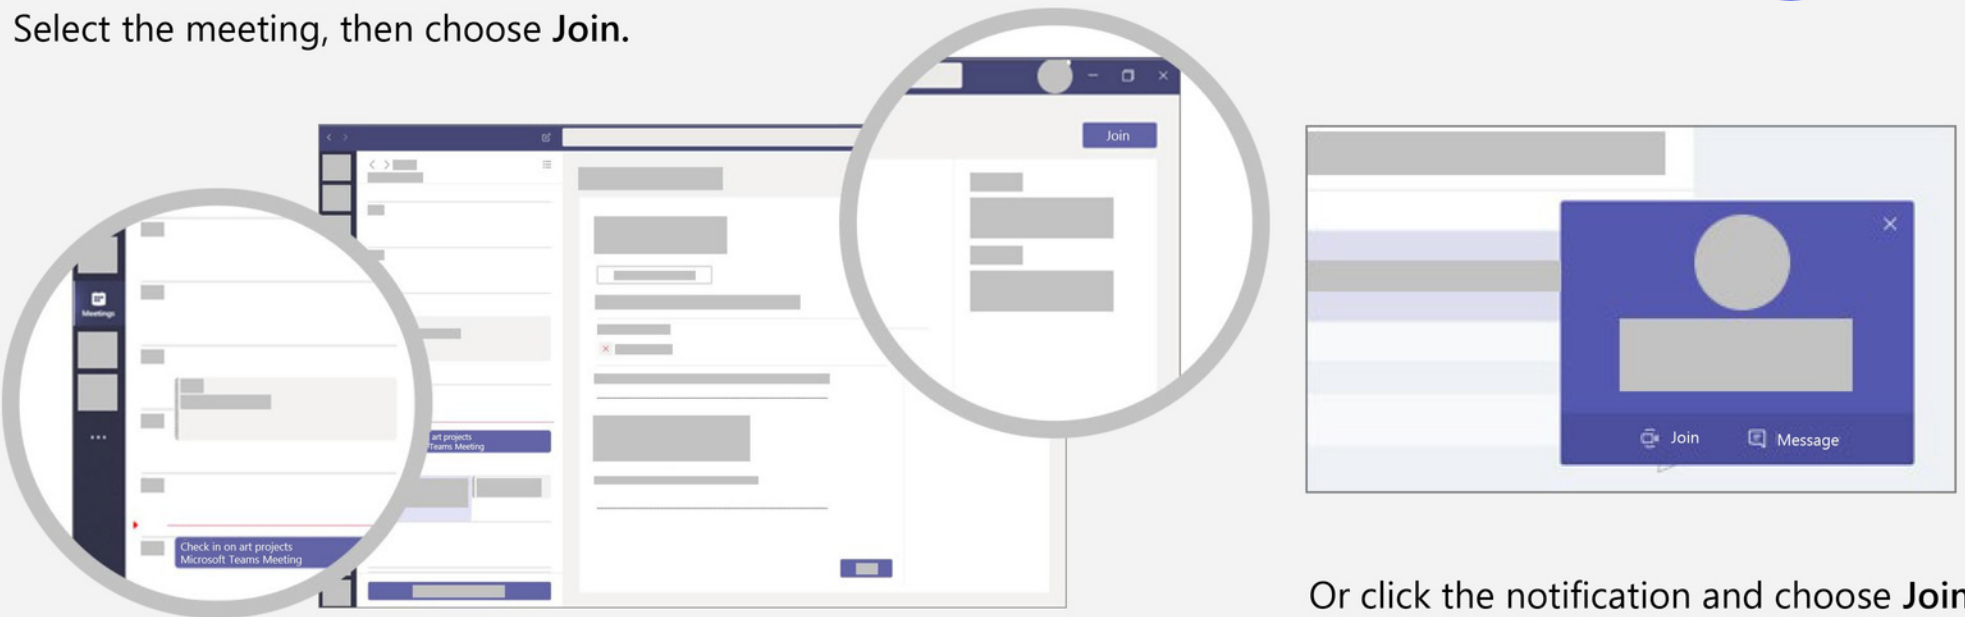 Select the meeting, then choose Join.
Join
Meetings
art projects
Teams Meeting
Check in on art projects
Microsoft Teams Meeting
Join
Message
Or click the notification and choose Join